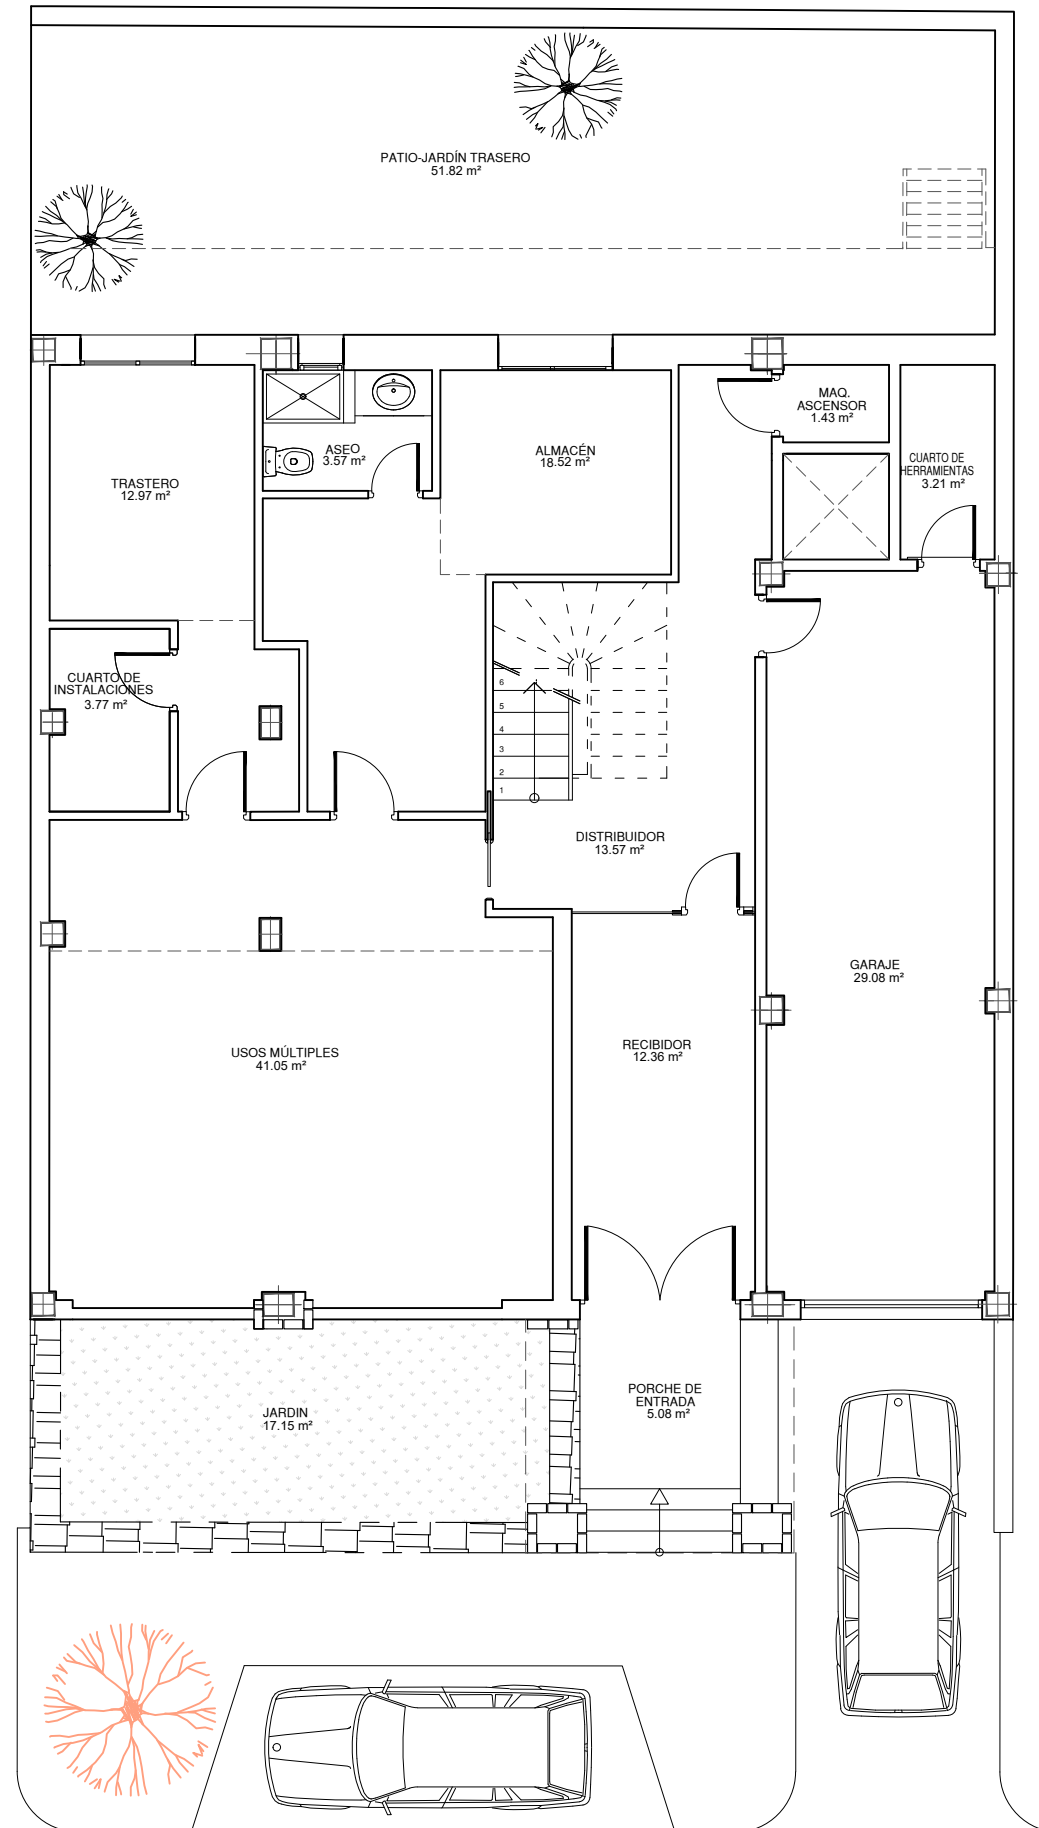 PATIO-JARDÍN TRASERO
51.82 m²
MAQ.
ASCENSOR
1.43 m²
ASEO
3.57 m²
ALMACÉN
18.52 m²
CUARTO DE
HERRAMIENTAS
3.21 m²
TRASTERO
12.97 m²
CUARTO DE
INSTALACIONES
3.77 m²
6
5
4
3
2
1
DISTRIBUIDOR
13.57 m²
GARAJE
29.08 m²
RECIBIDOR
12.36 m²
USOS MÚLTIPLES
41.05 m²
PORCHE DE
ENTRADA
5.08 m²
JARDIN
17.15 m²